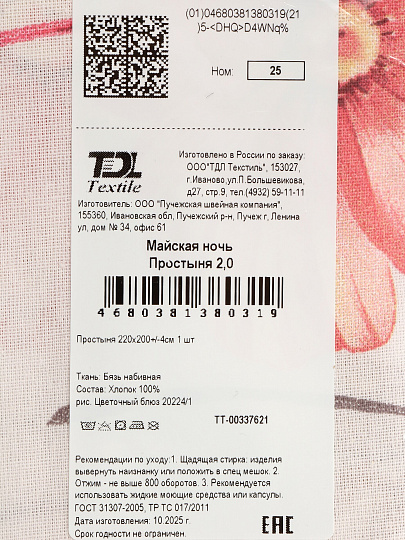 (01)04680381380319(21
)5-<DHQ>D4WNq%
Ном: 25
TDL
Textile
Изготовлено в России по заказу:
ООО"ТДЛ Текстиль", 153027,
г.Иваново,ул.П.Большевикова,
д27, стр.9, тел.(4932) 59-11-11
Изготовитель: ООО "Пучежская швейная компания",
155360, Ивановская обл, Пучежский р-н, Пучеж г, Ленина
ул, дом № 34, офис 61
Майская ночь
Простыня 2,0
4680381380319
Простыня 220х200+/-4см 1 шт
Ткань: Бязь набивная
Состав: Хлопок 100%
рис. Цветочный блюз 20224/1
ТТ-00337621
Рекомендации по уходу:1. Щадящая стирка: изделия
вывернуть наизнанку или положить в спец мешок. 2.
Отжим - не выше 800 оборотов. 3. Рекомендуется
использовать жидкие моющие средства или капсулы.
ГОСТ 31307-2005, ТР ТС 017/2011
Дата изготовления: 10.2025 г.
Срок годности не ограничен.
ЕАС